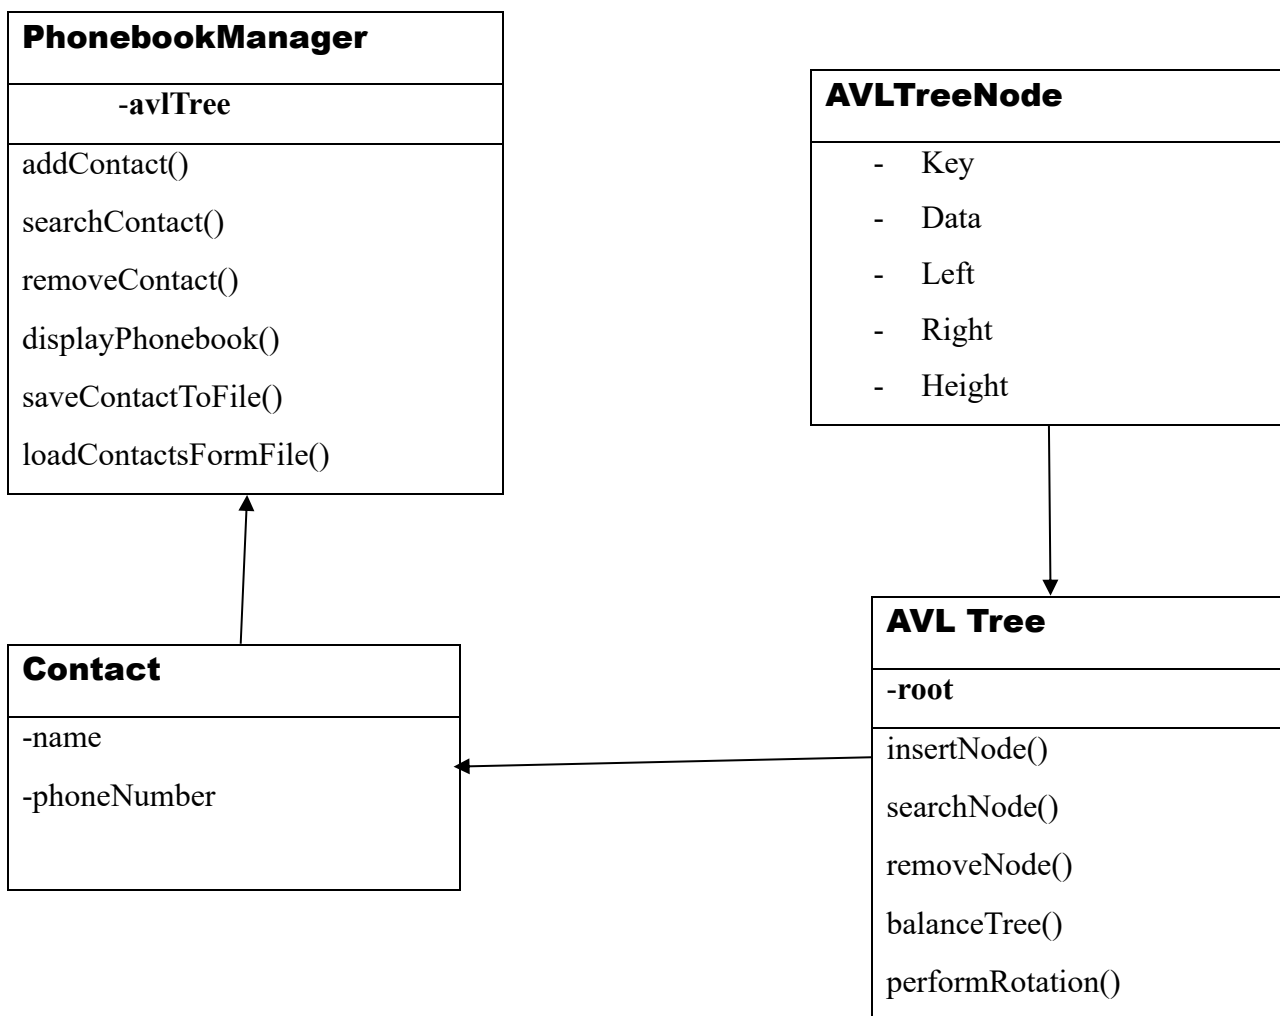 PhonebookManager
-avlTree
addContact()
searchContact()
removeContact()
displayPhonebook()
saveContactToFile()
loadContactsFormFile()
AVLTreeNode
- Key
- Data
- Left
- Right
- Height
Contact
-name
-phoneNumber
AVL Tree
-root
insertNode()
searchNode()
removeNode()
balanceTree()
performRotation()